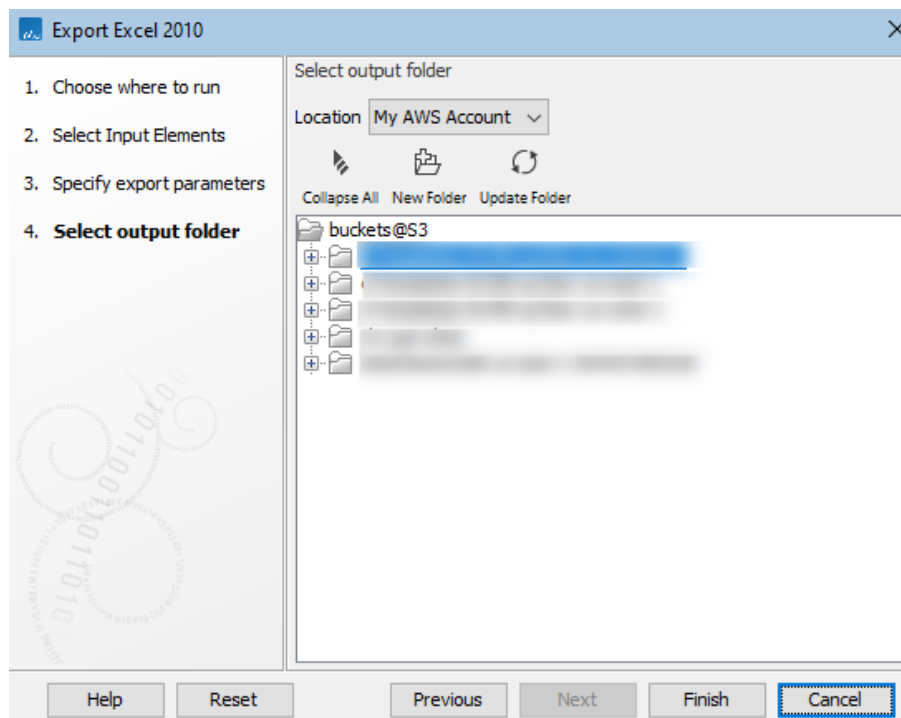 Export Excel 2010
1. Choose where to run
2. Select Input Elements
3. Specify export parameters
4. Select output folder
Select output folder
Location My AWS Account
Collapse All New Folder Update Folder
buckets@S3
Help Reset Previous Next Finish Cancel